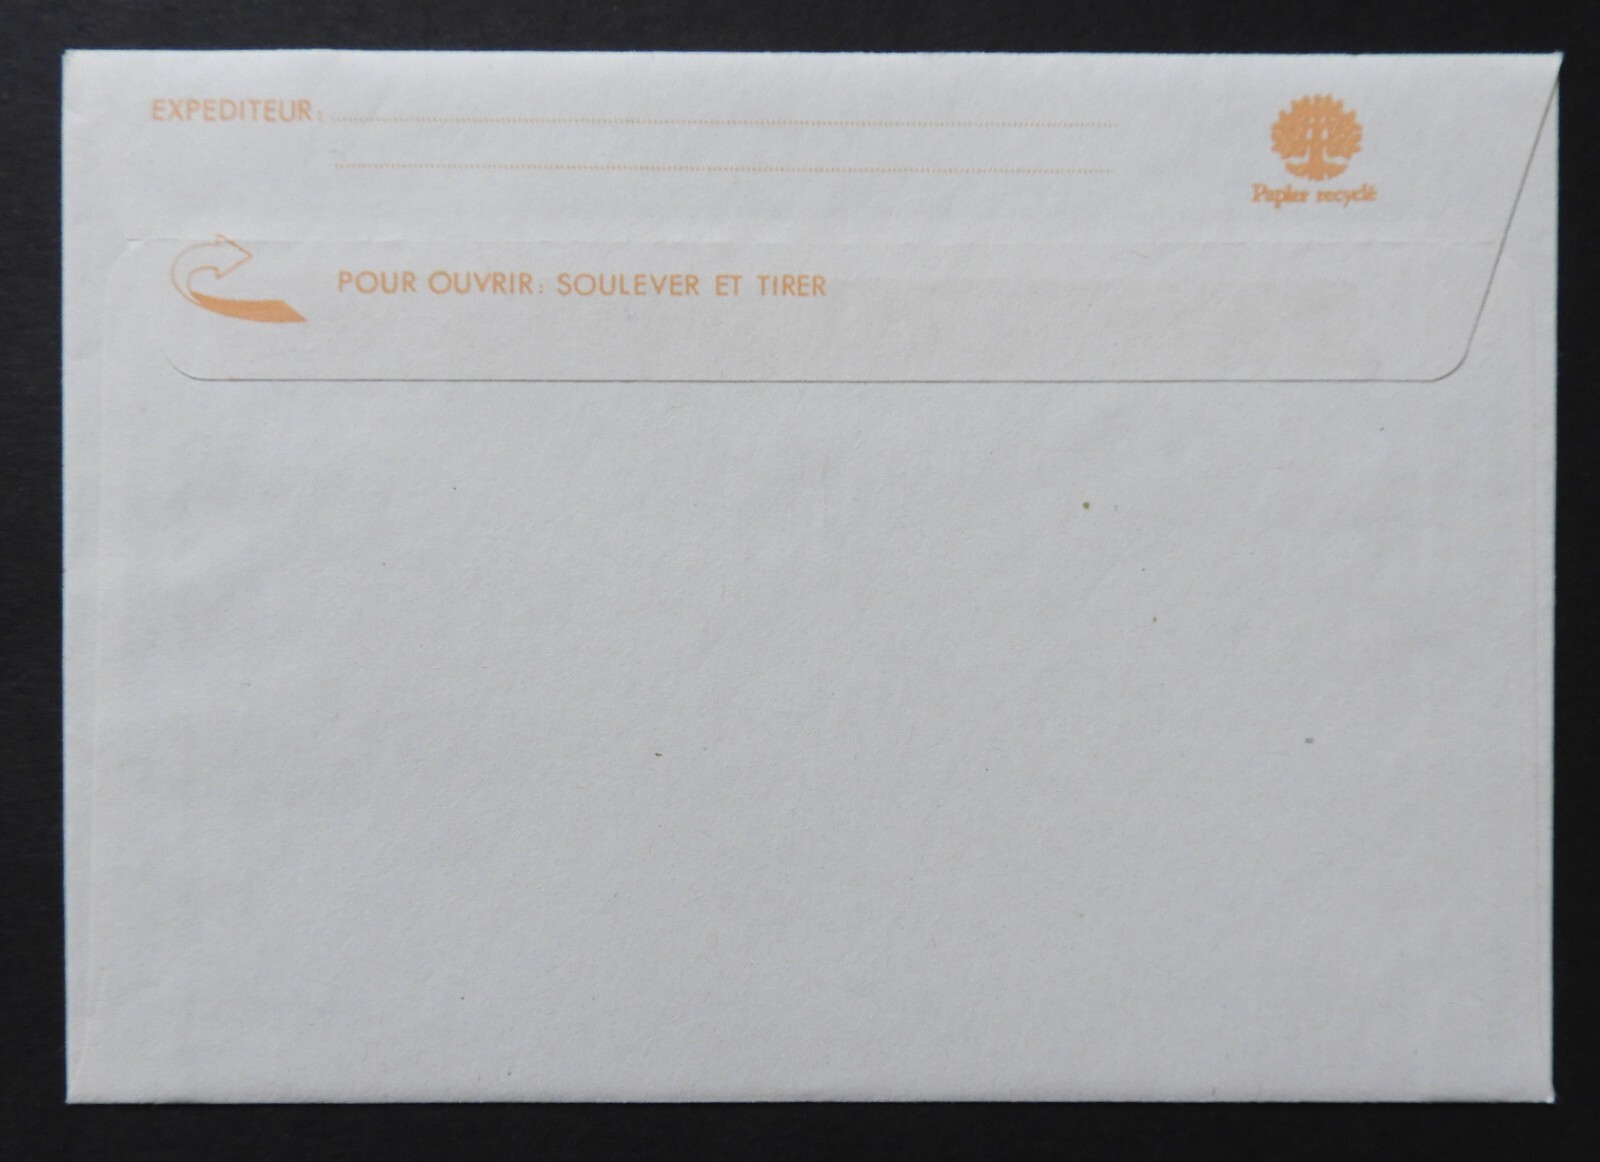 EXPEDITEUR:
Papier recyclé
POUR OUVRIR: SOULEVER ET TIRER